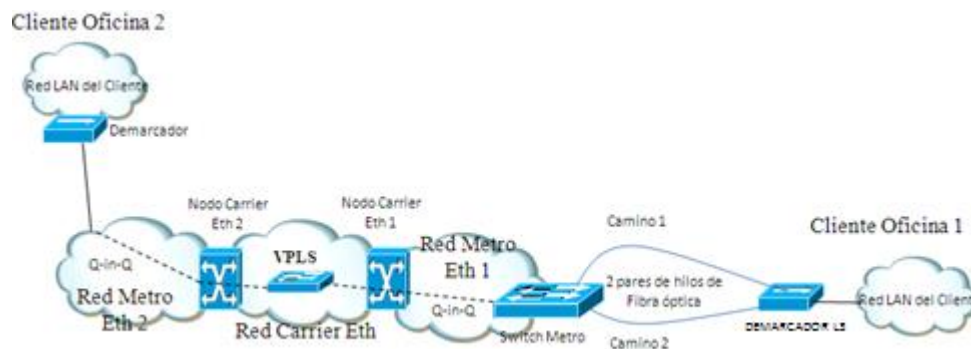 Cliente Oficina 2
Red LAN del Cliente
Demarcador
Nodo Carrier
Eth 2
Nodo Carrier
Eth 1
Camino 1
Cliente Oficina 1
Red Metro
Eth 1
VPLS
Q-in-Q
2 pares de hilos de
Fibra óptica
Red LAN del Client
Red Metro
Eth 2
Red Carrier Eth
Q-in-Q
Switch Metro
Camino 2
DEMARCADOR L3